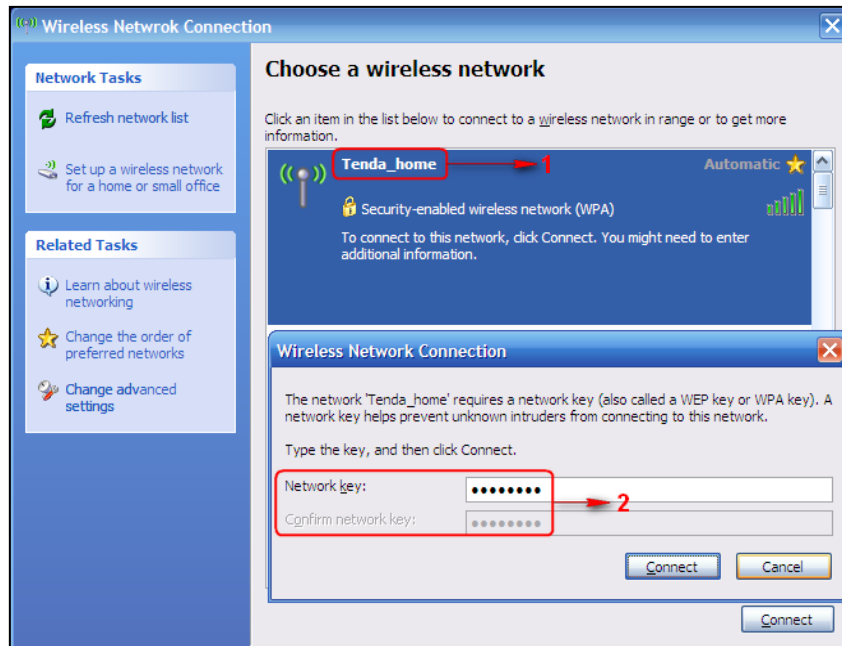 Wireless Netwrok Connection
Network Tasks
Refresh network list
Set up a wireless network
for a home or small office
Related Tasks
Learn about wireless
networking
Change the order of
preferred networks
Change advanced
settings
Choose a wireless network
Click an item in the list below to connect to a wireless network in range or to get more
information.
Tenda_home 1 Automatic
Security-enabled wireless network (WPA)
To connect to this network, click Connect. You might need to enter
additional information.
Wireless Network Connection
The network 'Tenda_home' requires a network key (also called a WEP key or WPA key). A
network key helps prevent unknown intruders from connecting to this network.
Type the key, and then click Connect.
Network key: ••••••••
2
Confirm network key: ••••••••
Connect Cancel
Connect